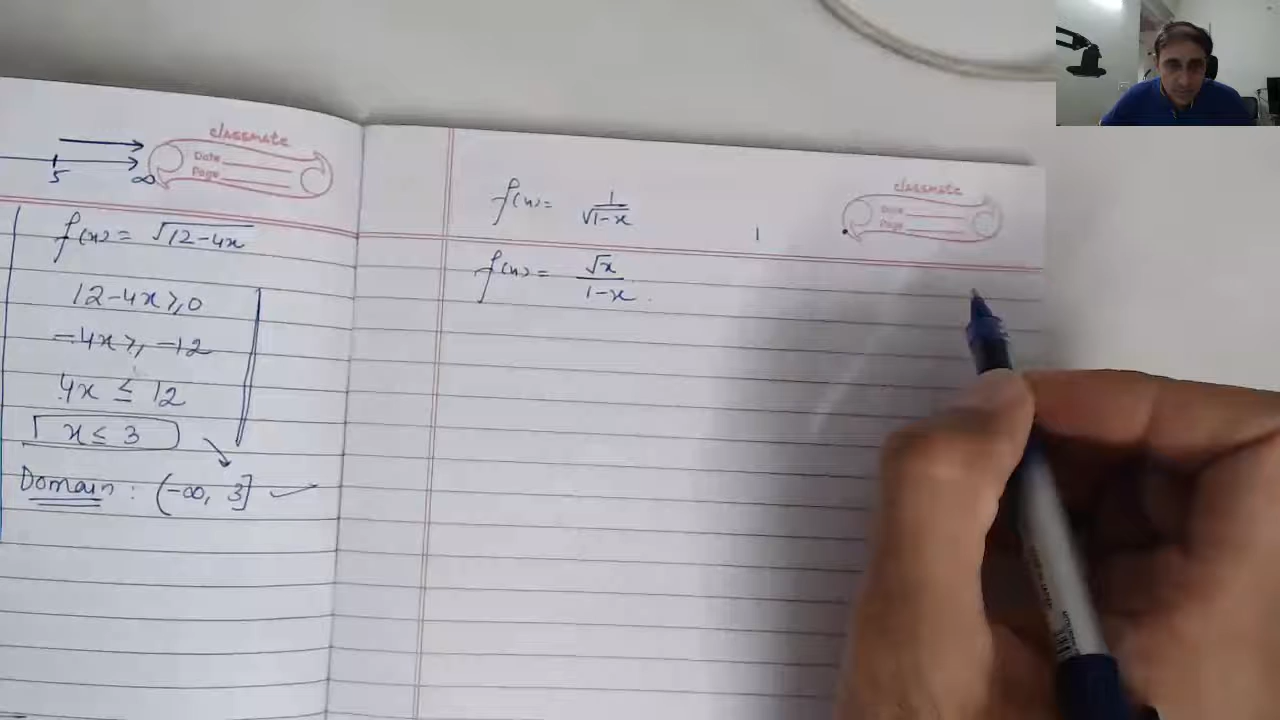 5 ∞
classmate
Date
Page
f(x) = √12-4x
12-4x ≥ 0
-4x ≥ -12
4x ≤ 12
x ≤ 3
Domain : (-∞, 3]
f(x) = 1/√1-x
1
f(x) = √x/1-x .
classmate
Date
Page